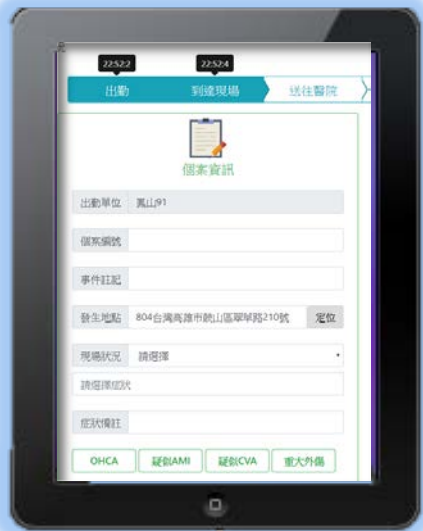 22:52:2
22:52:4
出勤
到達現場
送往醫院
個案資訊
出勤單位 鳳山91
個案編號
事件註記
發生地點 804台灣高雄市鼓山區翠華路210號 定位
現場狀況 請選擇
請選擇症狀
症狀備註
OHCA 疑似AMI 疑似CVA 重大外傷